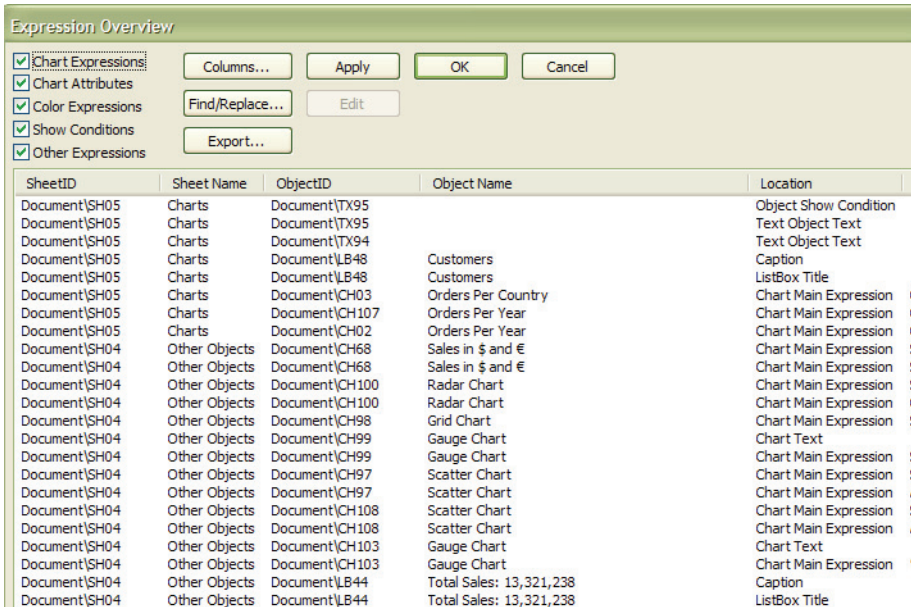 Expression Overview
Chart Expressions
Chart Attributes
Color Expressions
Show Conditions
Other Expressions
Columns... Apply OK Cancel
Find/Replace... Edit
Export...
SheetID Sheet Name ObjectID Object Name Location
Document\SH05 Charts Document\TX95 Object Show Condition
Document\SH05 Charts Document\TX95 Text Object Text
Document\SH05 Charts Document\TX94 Text Object Text
Document\SH05 Charts Document\LB48 Customers Caption
Document\SH05 Charts Document\LB48 Customers ListBox Title
Document\SH05 Charts Document\CH03 Orders Per Country Chart Main Expression
Document\SH05 Charts Document\CH107 Orders Per Year Chart Main Expression
Document\SH05 Charts Document\CH02 Orders Per Year Chart Main Expression
Document\SH04 Other Objects Document\CH68 Sales in $ and € Chart Main Expression
Document\SH04 Other Objects Document\CH68 Sales in $ and € Chart Main Expression
Document\SH04 Other Objects Document\CH100 Radar Chart Chart Main Expression
Document\SH04 Other Objects Document\CH100 Radar Chart Chart Main Expression
Document\SH04 Other Objects Document\CH98 Grid Chart Chart Main Expression
Document\SH04 Other Objects Document\CH99 Gauge Chart Chart Text
Document\SH04 Other Objects Document\CH99 Gauge Chart Chart Main Expression
Document\SH04 Other Objects Document\CH97 Scatter Chart Chart Main Expression
Document\SH04 Other Objects Document\CH97 Scatter Chart Chart Main Expression
Document\SH04 Other Objects Document\CH108 Scatter Chart Chart Main Expression
Document\SH04 Other Objects Document\CH108 Scatter Chart Chart Main Expression
Document\SH04 Other Objects Document\CH103 Gauge Chart Chart Text
Document\SH04 Other Objects Document\CH103 Gauge Chart Chart Main Expression
Document\SH04 Other Objects Document\LB44 Total Sales: 13,321,238 Caption
Document\SH04 Other Objects Document\LB44 Total Sales: 13,321,238 ListBox Title